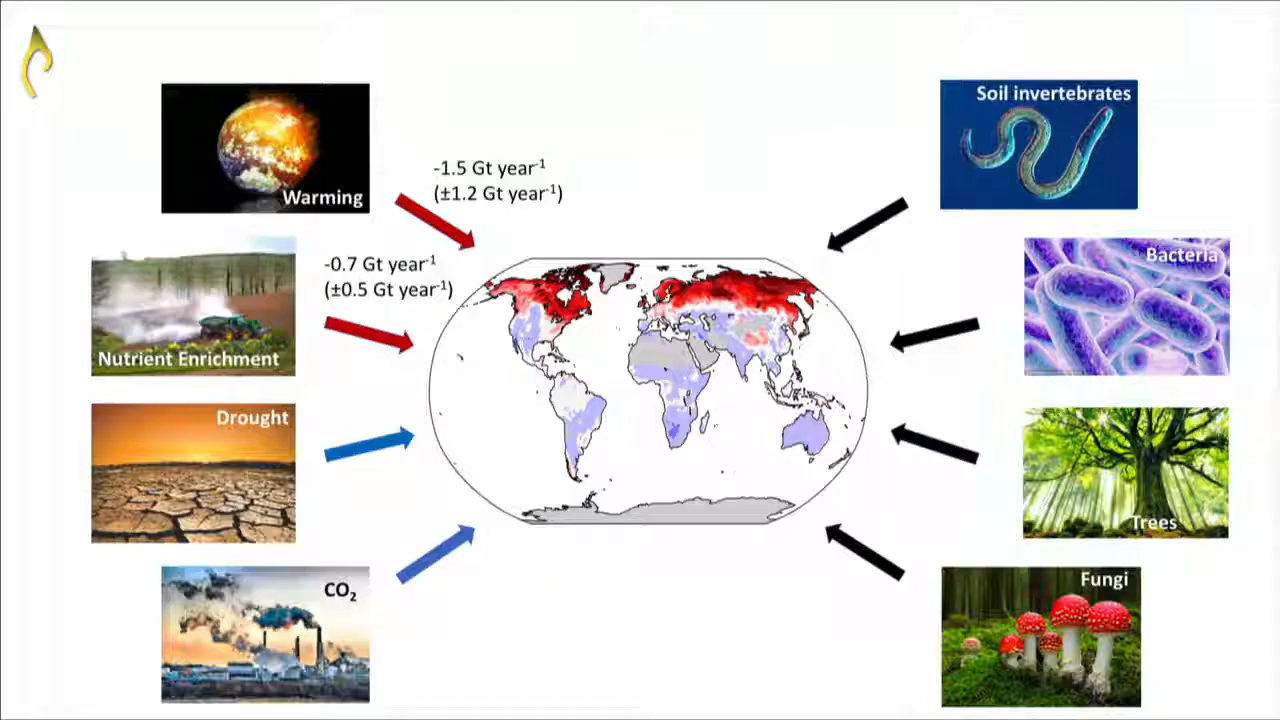 Warming
-1.5 Gt year⁻¹
(±1.2 Gt year⁻¹)
Nutrient Enrichment
-0.7 Gt year⁻¹
(±0.5 Gt year⁻¹)
Drought
CO₂
Soil invertebrates
Bacteria
Trees
Fungi